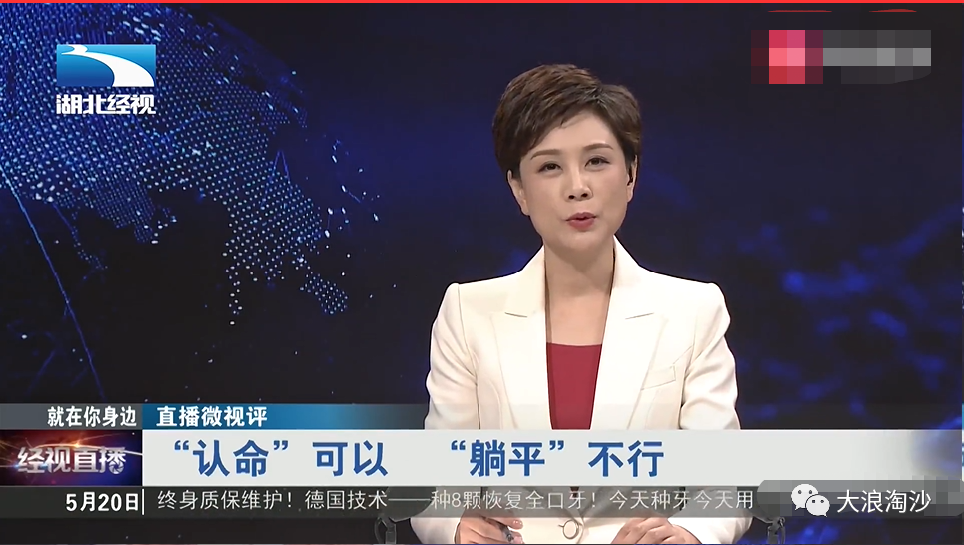 湖北经视
就在你身边
直播微视评
经视直播
“认命”可以 “躺平”不行
5月20日
终身质保维护！德国技术——种8颗恢复全口牙！今天种牙今天用
大浪淘沙